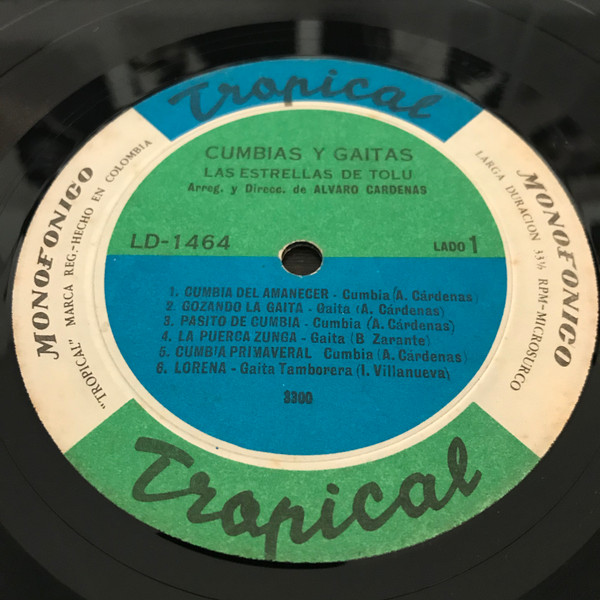 Tropical
CUMBIAS Y GAITAS
LAS ESTRELLAS DE TOLÚ
Arreg. y Direcc. de ALVARO CARDENAS
LD-1464
LADO 1
1. CUMBIA DEL AMANECER - Cumbia (A. Cárdenas)
2. GOZANDO LA GAITA - Gaita (A. Cárdenas)
3. PASITO DE CUMBIA - Cumbia (A. Cárdenas)
4. LA PUERCA ZUNGA - Gaita (B Zarante)
5. CUMBIA PRIMAVERAL Cumbia (A. Cárdenas)
6. LORENA - Gaita Tamborera (I. Villanueva)
3300
Tropical
MONOFONICO
"TROPICAL" MARCA REG.-HECHO EN COLOMBIA
MONOFONICO
LARGA DURACION 33⅓ RPM-MICROSURCO